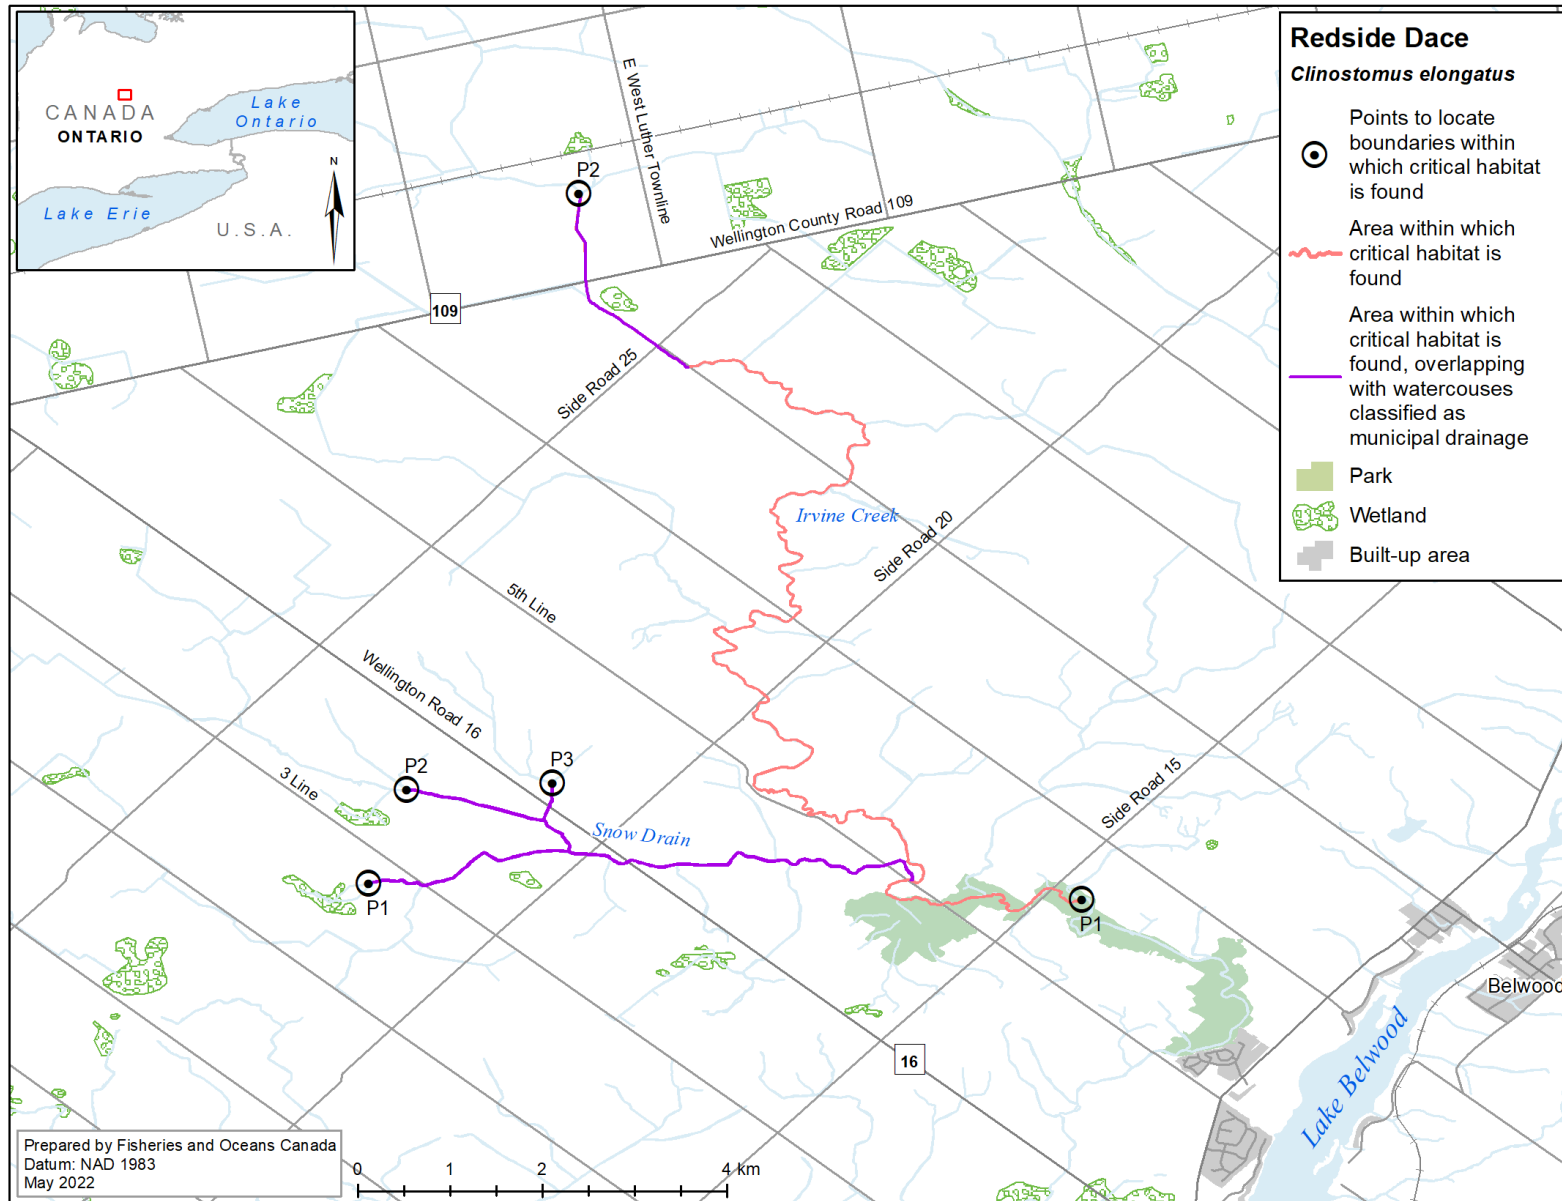 CANADA
ONTARIO
Lake
Ontario
Lake Erie
U.S.A.
N
E West Luther Townline
P2
Wellington County Road 109
109
Side Road 25
Irvine Creek
Side Road 20
5th Line
Wellington Road 16
3 Line
P2
P3
Snow Drain
Side Road 15
P1
P1
16
Belwood
Lake Belwood
Redside Dace
Clinostomus elongatus
Points to locate
boundaries within
which critical habitat
is found
Area within which
critical habitat is
found
Area within which
critical habitat is
found, overlapping
with watercouses
classified as
municipal drainage
Park
Wetland
Built-up area
Prepared by Fisheries and Oceans Canada
Datum: NAD 1983
May 2022
0 1 2 4 km